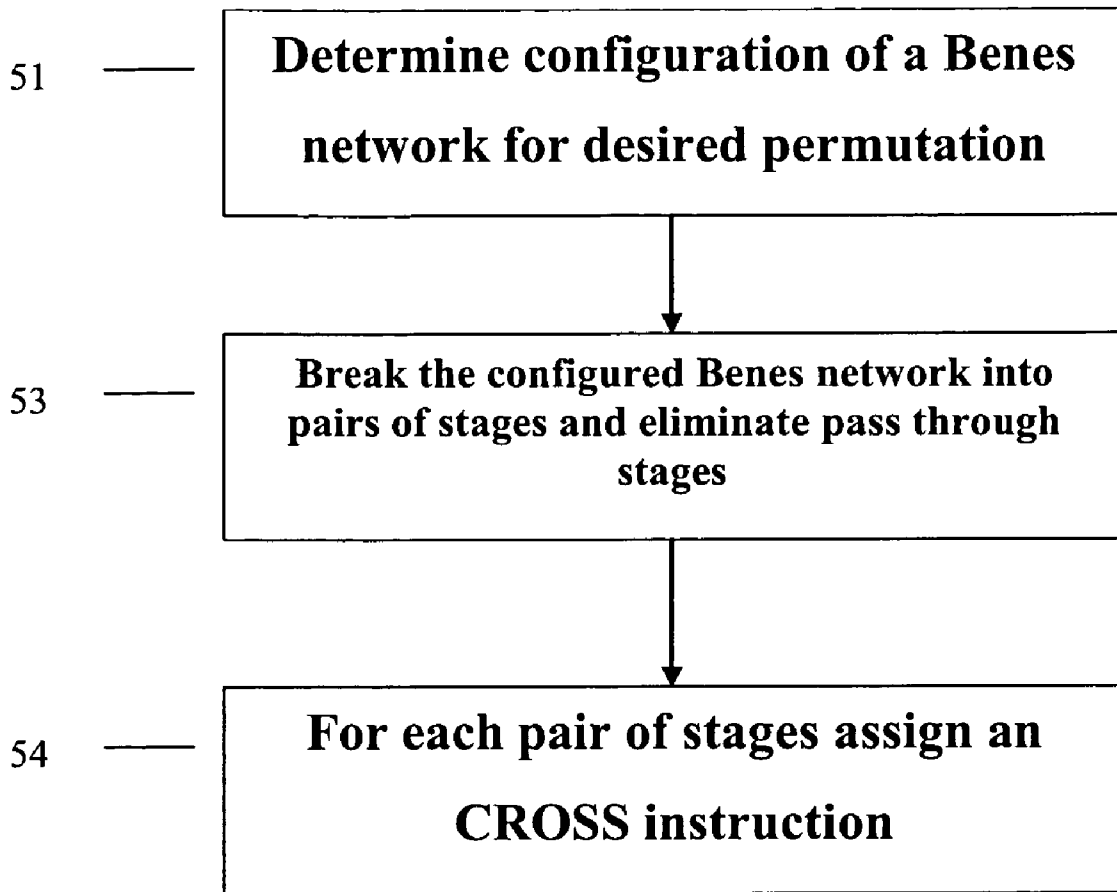 51
Determine configuration of a Benes
network for desired permutation
53
Break the configured Benes network into
pairs of stages and eliminate pass through
stages
54
For each pair of stages assign an
CROSS instruction